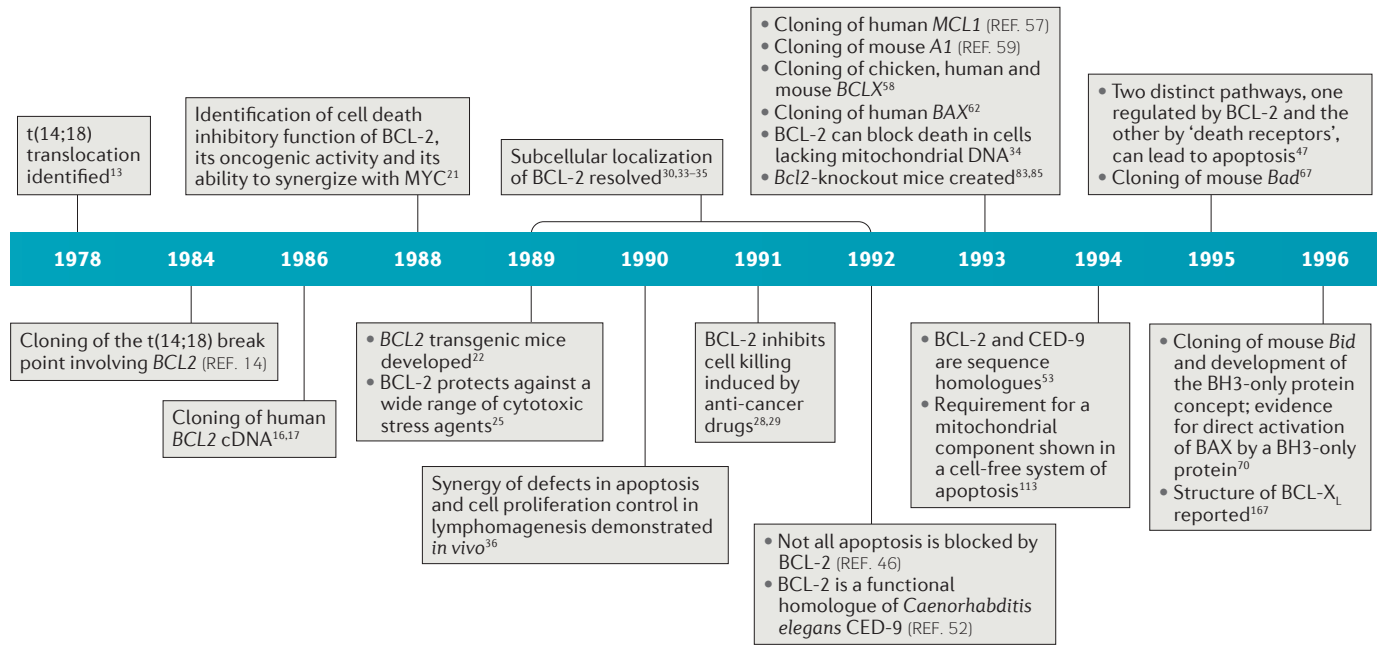 t(14;18)
translocation
identified¹³
Identification of cell death
inhibitory function of BCL-2,
its oncogenic activity and its
ability to synergize with MYC²¹
Subcellular localization
of BCL-2 resolved³⁰,³³⁻³⁵
• Cloning of human MCL1 (REF. 57)
• Cloning of mouse A1 (REF. 59)
• Cloning of chicken, human and
mouse BCLX⁵⁸
• Cloning of human BAX⁶²
• BCL-2 can block death in cells
lacking mitochondrial DNA³⁴
• Bcl2-knockout mice created⁸³,⁸⁵
• Two distinct pathways, one
regulated by BCL-2 and the
other by ‘death receptors’,
can lead to apoptosis⁴⁷
• Cloning of mouse Bad⁶⁷
1978 1984 1986 1988 1989 1990 1991 1992 1993 1994 1995 1996
Cloning of the t(14;18) break
point involving BCL2 (REF. 14)
Cloning of human
BCL2 cDNA¹⁶,¹⁷
• BCL2 transgenic mice
developed²²
• BCL-2 protects against a
wide range of cytotoxic
stress agents²⁵
Synergy of defects in apoptosis
and cell proliferation control in
lymphomagenesis demonstrated
in vivo³⁶
BCL-2 inhibits
cell killing
induced by
anti-cancer
drugs²⁸,²⁹
• Not all apoptosis is blocked by
BCL-2 (REF. 46)
• BCL-2 is a functional
homologue of Caenorhabditis
elegans CED-9 (REF. 52)
• BCL-2 and CED-9
are sequence
homologues⁵³
• Requirement for a
mitochondrial
component shown in
a cell-free system of
apoptosis¹¹³
• Cloning of mouse Bid
and development of
the BH3-only protein
concept; evidence
for direct activation
of BAX by a BH3-only
protein⁷⁰
• Structure of BCL-X_L
reported¹⁶⁷